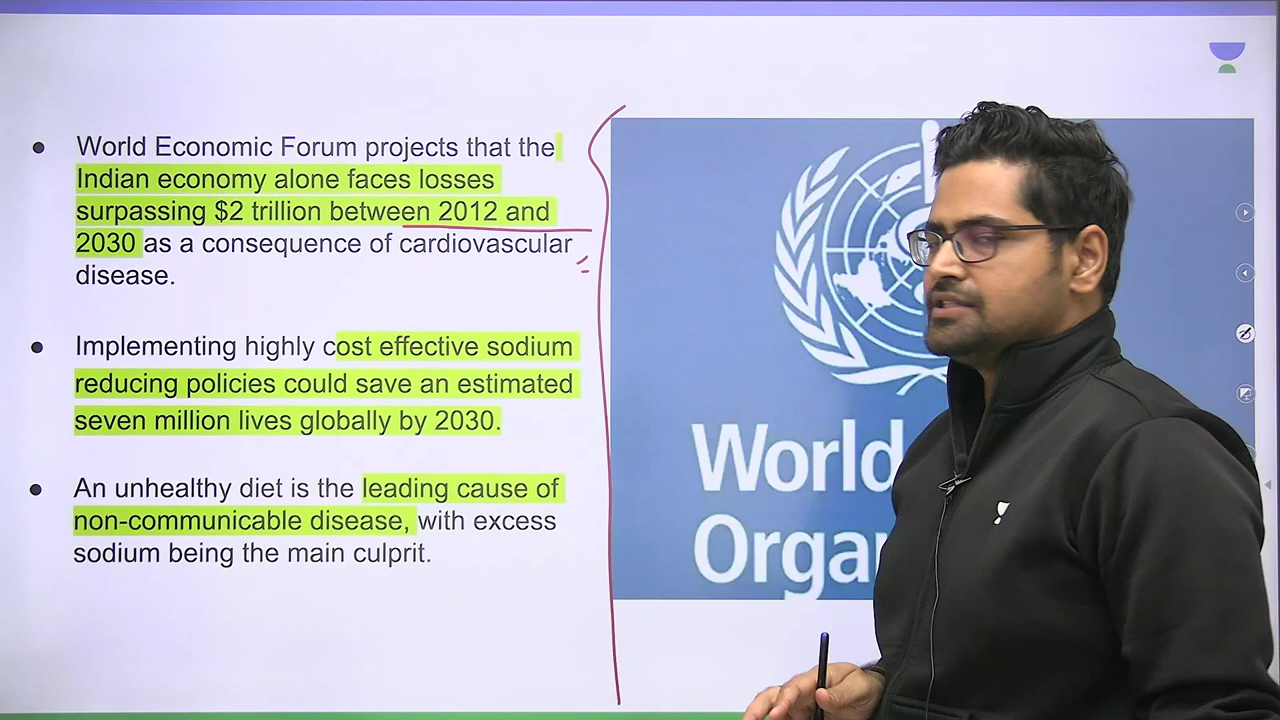 World Economic Forum projects that the
Indian economy alone faces losses
surpassing $2 trillion between 2012 and
2030 as a consequence of cardiovascular
disease.
Implementing highly cost effective sodium
reducing policies could save an estimated
seven million lives globally by 2030.
An unhealthy diet is the leading cause of
non-communicable disease, with excess
sodium being the main culprit.
World
Orga